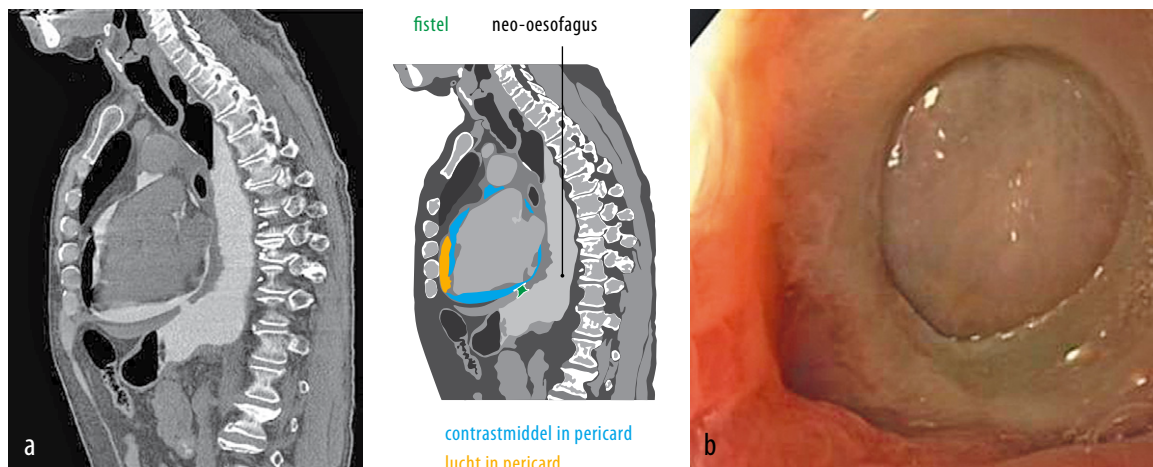 fistel
neo-oesofagus
a
contrastmiddel in pericard
lucht in pericard
b